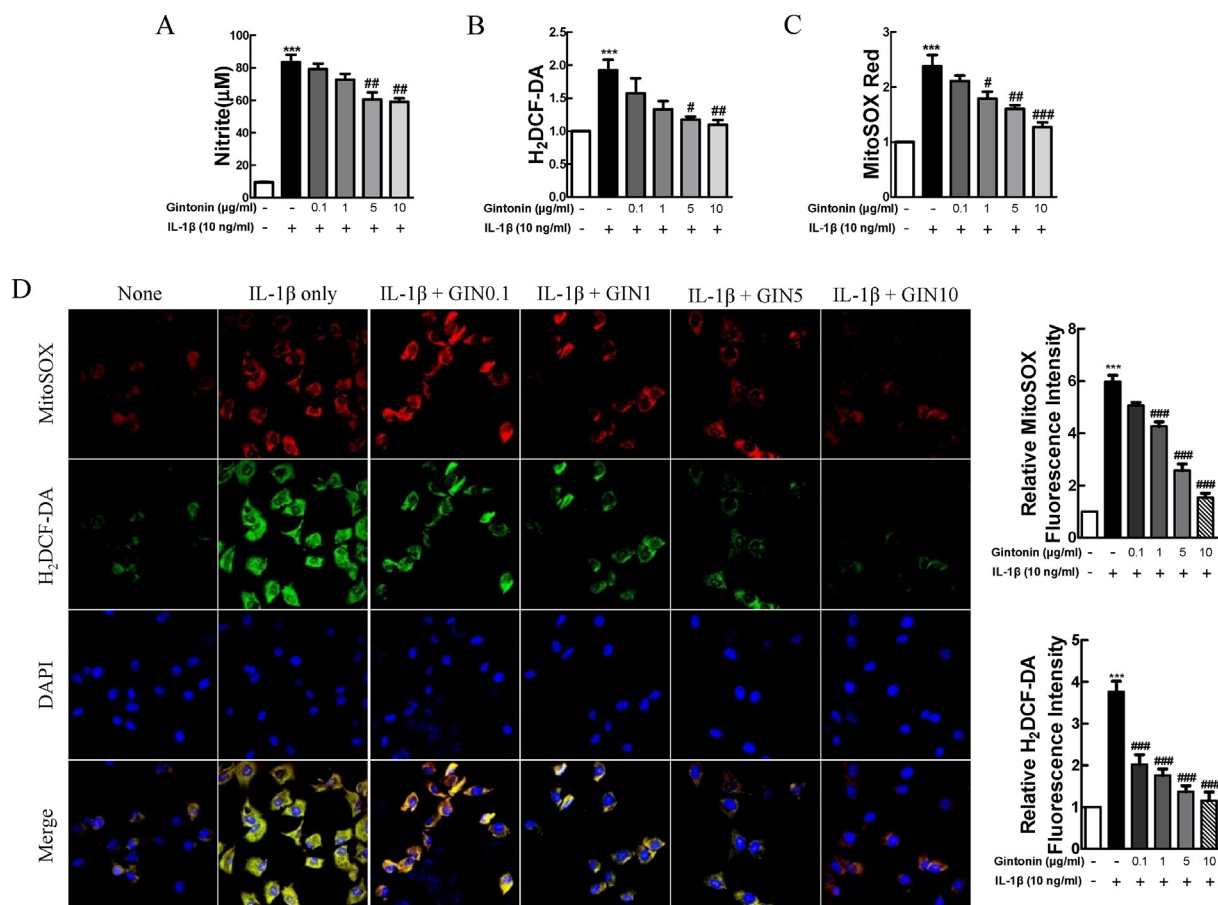 A
Nitrite(µM)
100
80
60
40
20
0
***
##
##
Gintonin (µg/ml) - - 0.1 1 5 10
IL-1β (10 ng/ml) - + + + + +
B
H₂DCF-DA
2.5
2.0
1.5
1.0
0.5
0.0
***
#
##
Gintonin (µg/ml) - - 0.1 1 5 10
IL-1β (10 ng/ml) - + + + + +
C
MitoSOX Red
3
2
1
0
***
#
##
###
Gintonin (µg/ml) - - 0.1 1 5 10
IL-1β (10 ng/ml) - + + + + +
D
None IL-1β only IL-1β + GIN0.1 IL-1β + GIN1 IL-1β + GIN5 IL-1β + GIN10
MitoSOX
H₂DCF-DA
DAPI
Merge
Relative MitoSOX
Fluorescence Intensity
8
6
4
2
0
***
###
###
###
Gintonin (µg/ml) - - 0.1 1 5 10
IL-1β (10 ng/ml) - + + + + +
Relative H₂DCF-DA
Fluorescence Intensity
5
4
3
2
1
0
***
###
###
###
###
Gintonin (µg/ml) - - 0.1 1 5 10
IL-1β (10 ng/ml) - + + + + +